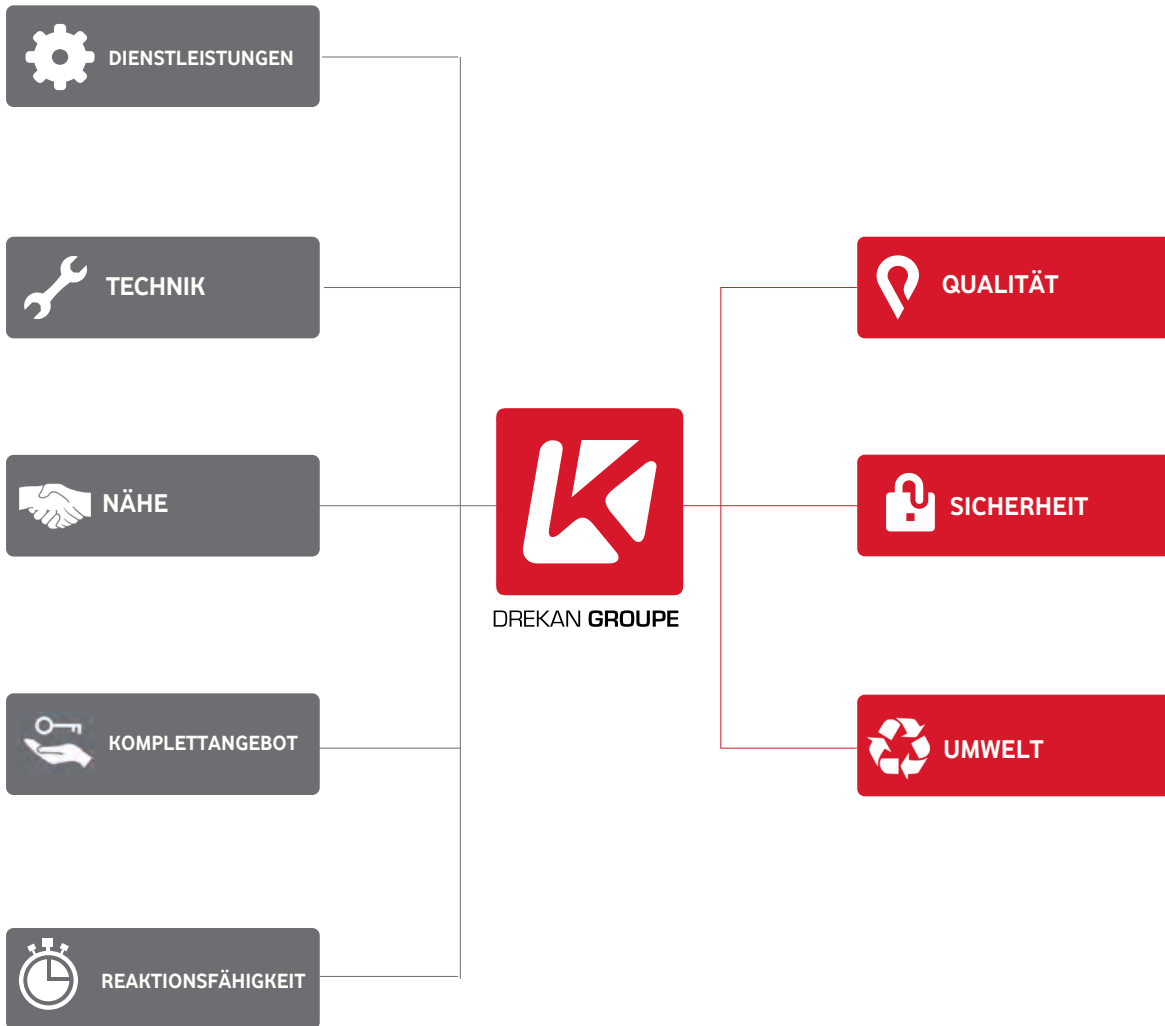 DIENSTLEISTUNGEN
TECHNIK
NÄHE
KOMPLETTANGEBOT
REAKTIONSFÄHIGKEIT
DREKAN GROUPE
QUALITÄT
SICHERHEIT
UMWELT